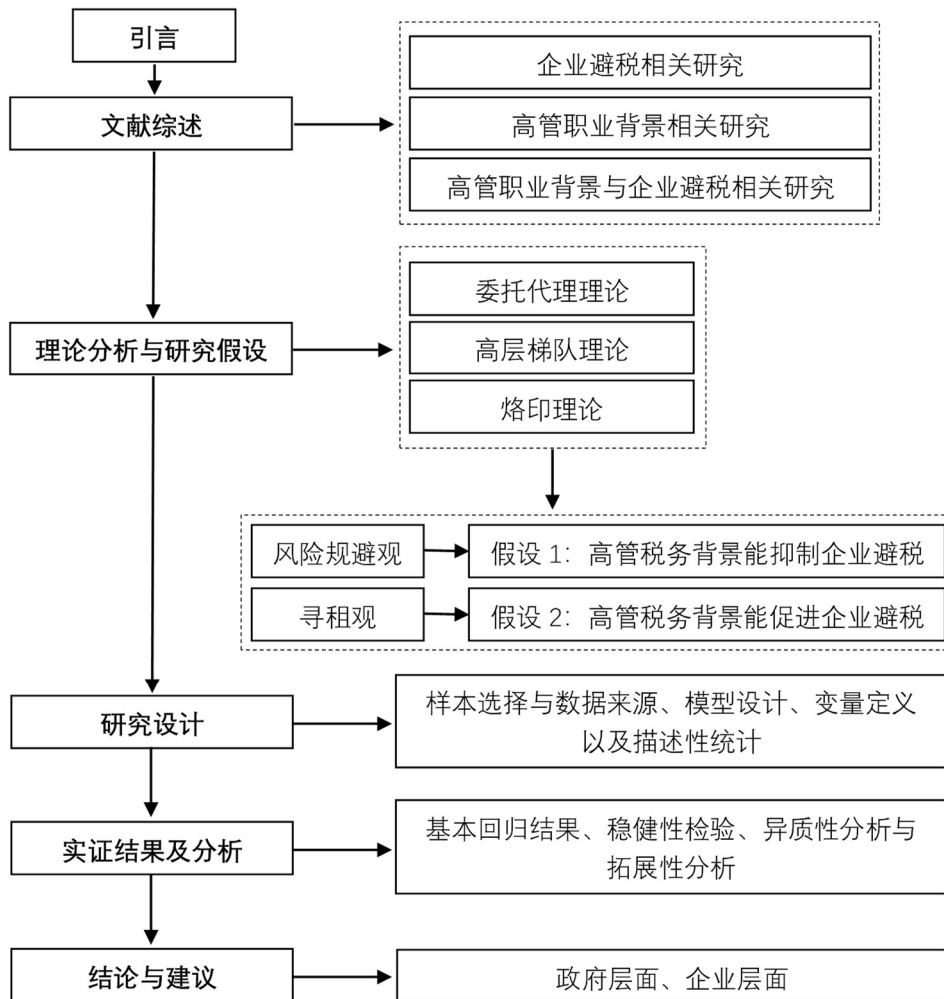 引言
文献综述
企业避税相关研究
高管职业背景相关研究
高管职业背景与企业避税相关研究
理论分析与研究假设
委托代理理论
高层梯队理论
烙印理论
风险规避观
假设 1：高管税务背景能抑制企业避税
寻租观
假设 2：高管税务背景能促进企业避税
研究设计
样本选择与数据来源、模型设计、变量定义
以及描述性统计
实证结果及分析
基本回归结果、稳健性检验、异质性分析与
拓展性分析
结论与建议
政府层面、企业层面